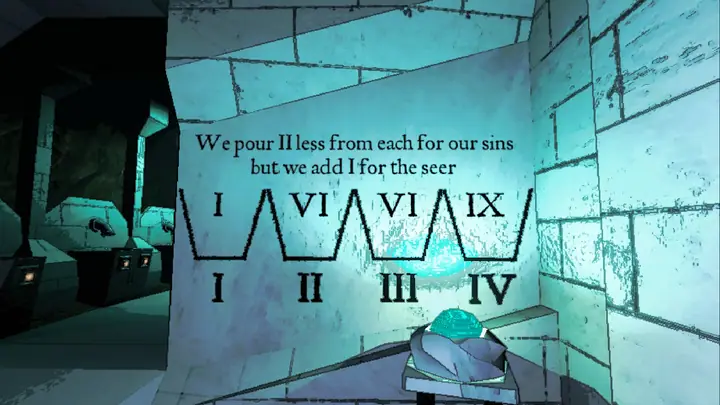 We pour II less from each for our sins
but we add I for the seer
I VI VI IX
I II III IV